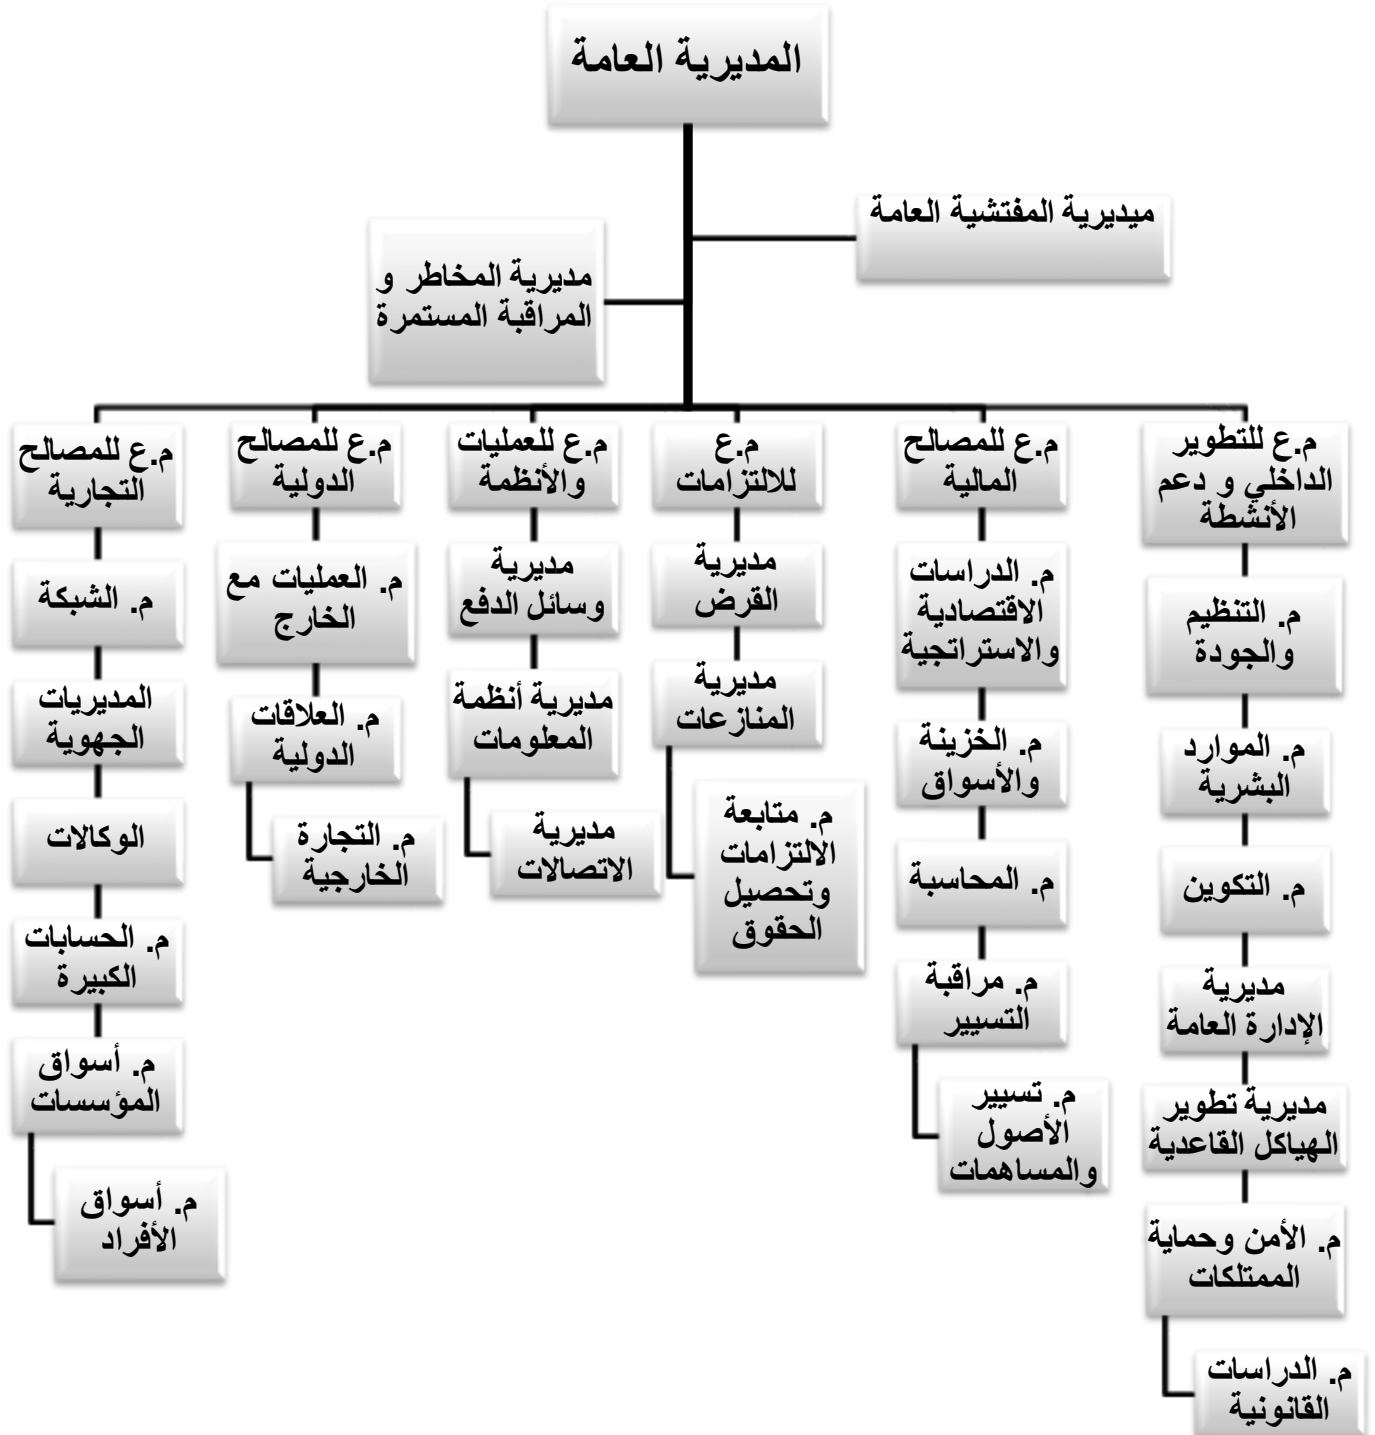 المديرية العامة
ميديرية المفتشية العامة
مديرية المخاطر و
المراقبة المستمرة
م.ع للتطوير
الداخلي و دعم
الأنشطة
م. التنظيم
والجودة
م. الموارد
البشرية
م. التكوين
مديرية
الإدارة العامة
مديرية تطوير
الهياكل القاعدية
م. الأمن وحماية
الممتلكات
م. الدراسات
القانونية
م.ع للمصالح
المالية
م. الدراسات
الاقتصادية
والاستراتجية
م. الخزينة
والأسواق
م. المحاسبة
م. مراقبة
التسيير
م. تسيير
الأصول
والمساهمات
م.ع
للالتزامات
مديرية
القرض
مديرية
المنازعات
م. متابعة
الالتزامات
وتحصيل
الحقوق
م.ع للعمليات
والأنظمة
مديرية
وسائل الدفع
مديرية أنظمة
المعلومات
مديرية
الاتصالات
م.ع للمصالح
الدولية
م. العمليات مع
الخارج
م. العلاقات
الدولية
م. التجارة
الخارجية
م.ع للمصالح
التجارية
م. الشبكة
المديريات
الجهوية
الوكالات
م. الحسابات
الكبيرة
م. أسواق
المؤسسات
م. أسواق
الأفراد